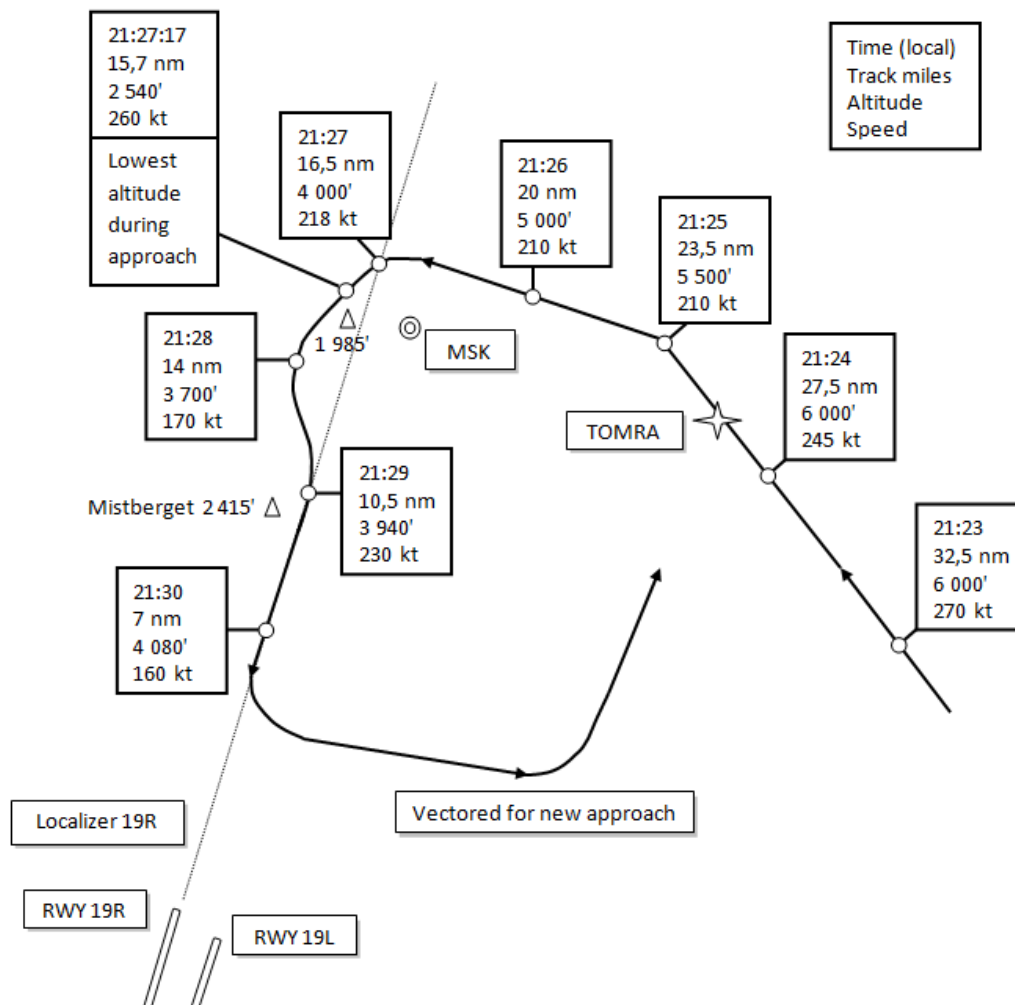 21:27:17
15,7 nm
2 540'
260 kt
Lowest
altitude
during
approach
Time (local)
Track miles
Altitude
Speed
21:27
16,5 nm
4 000'
218 kt
21:26
20 nm
5 000'
210 kt
21:25
23,5 nm
5 500'
210 kt
21:28
14 nm
3 700'
170 kt
1 985'
MSK
21:24
27,5 nm
6 000'
245 kt
TOMRA
21:29
10,5 nm
3 940'
230 kt
Mistberget 2 415'
21:23
32,5 nm
6 000'
270 kt
21:30
7 nm
4 080'
160 kt
Vectored for new approach
Localizer 19R
RWY 19R
RWY 19L